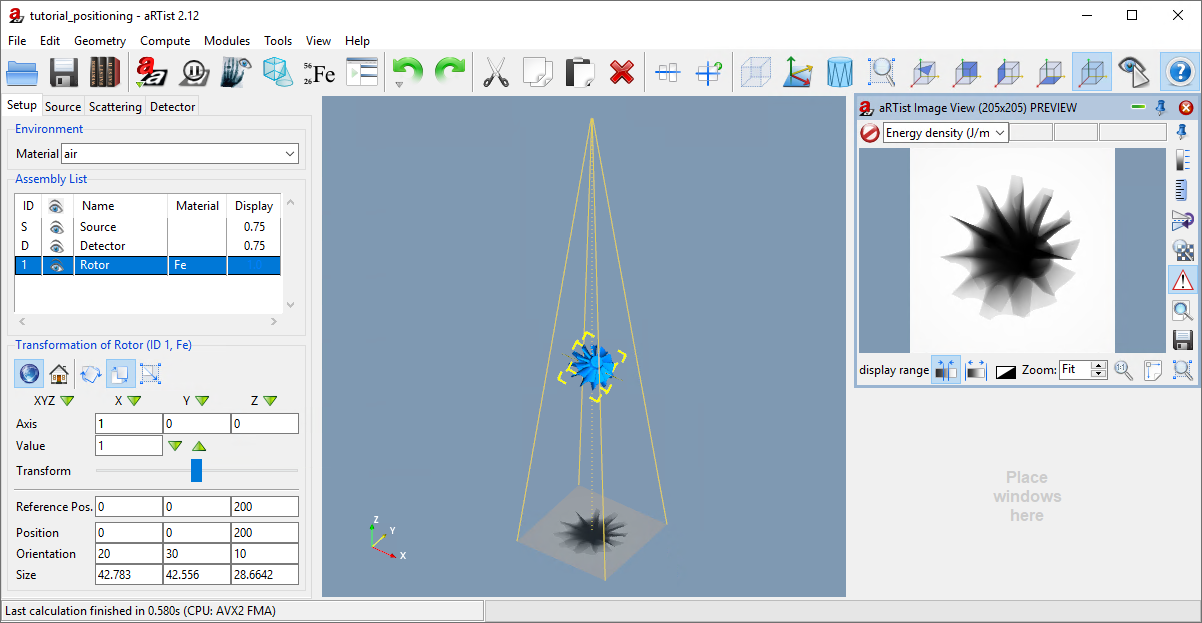 tutorial_positioning - aRTist 2.12
File Edit Geometry Compute Modules Tools View Help
56 26 Fe
Setup Source Scattering Detector
Environment
Material air
Assembly List
ID Name Material Display
S Source 0.75
D Detector 0.75
1 Rotor Fe
Transformation of Rotor (ID 1, Fe)
XYZ X Y Z
Axis 1 0 0
Value 1
Transform
Reference Pos. 0 0 200
Position 0 0 200
Orientation 20 30 10
Size 42.783 42.556 28.6642
Z
Y
X
aRTist Image View (205x205) PREVIEW
Energy density (J/m
display range Zoom: Fit
Place
windows
here
Last calculation finished in 0.580s (CPU: AVX2 FMA)